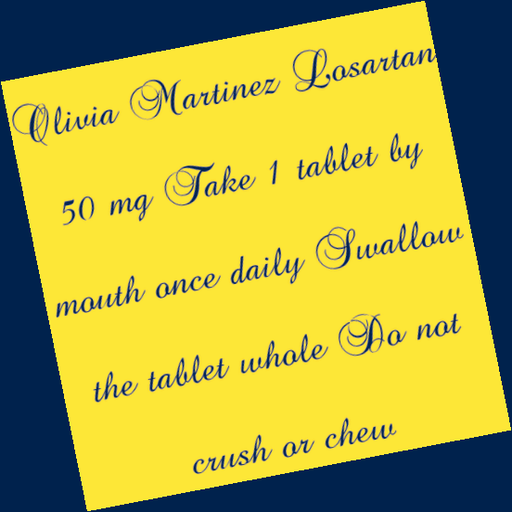 Olivia Martinez Losartan
50 mg Take 1 tablet by
mouth once daily Swallow
the tablet whole Do not
crush or chew